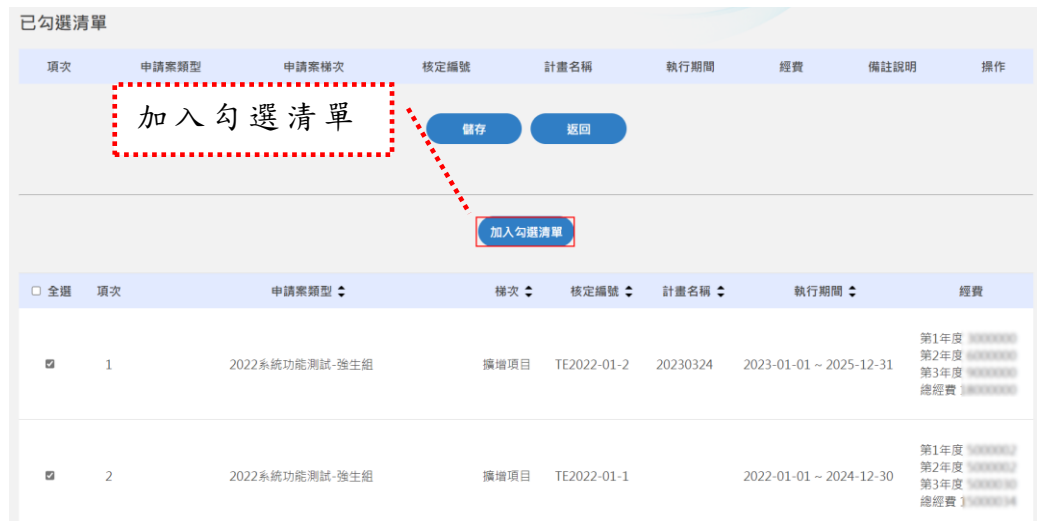 已勾選清單
項次 申請案類型 申請案梯次 核定編號 計畫名稱 執行期間 經費 備註說明 操作
加入勾選清單
儲存 返回
加入勾選清單
全選 項次 申請案類型 梯次 核定編號 計畫名稱 執行期間 經費
1 2022系統功能測試-強生組 擴增項目 TE2022-01-2 20230324 2023-01-01 ~ 2025-12-31
第1年度
第2年度
第3年度
總經費
2 2022系統功能測試-強生組 擴增項目 TE2022-01-1 2022-01-01 ~ 2024-12-30
第1年度
第2年度
第3年度
總經費